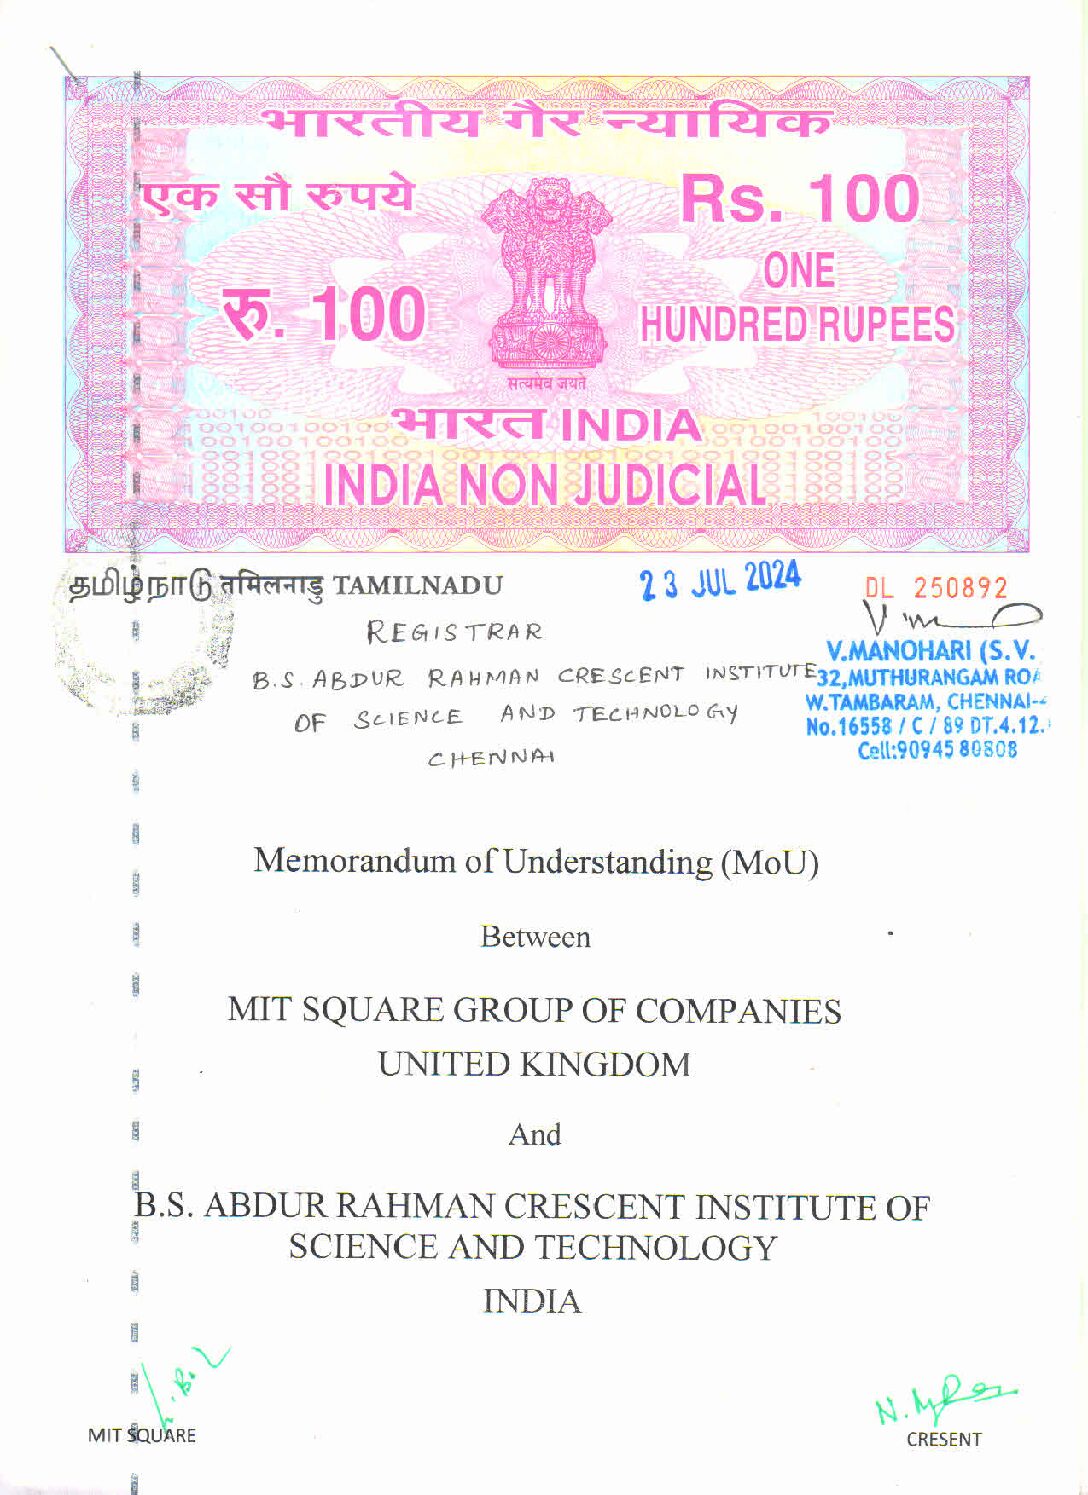 भारतीय गैर न्यायिक
एक सौ रुपये
Rs. 100
रु. 100
ONE
HUNDRED RUPEES
सत्यमेव जयते
भारत INDIA
INDIA NON JUDICIAL
தமிழ்நாடு तमिलनाडु TAMILNADU
23 JUL 2024
DL 250892
REGISTRAR
B.S. ABDUR RAHMAN CRESCENT INSTITUTE
OF SCIENCE AND TECHNOLOGY
CHENNAI
V.MANOHARI (S.V.
32,MUTHURANGAM ROA
W.TAMBARAM, CHENNAI-4
No.16558 / C / 89 DT.4.12.
Cell:90945 80808
Memorandum of Understanding (MoU)
Between
MIT SQUARE GROUP OF COMPANIES
UNITED KINGDOM
And
B.S. ABDUR RAHMAN CRESCENT INSTITUTE OF
SCIENCE AND TECHNOLOGY
INDIA
MIT SQUARE
CRESENT